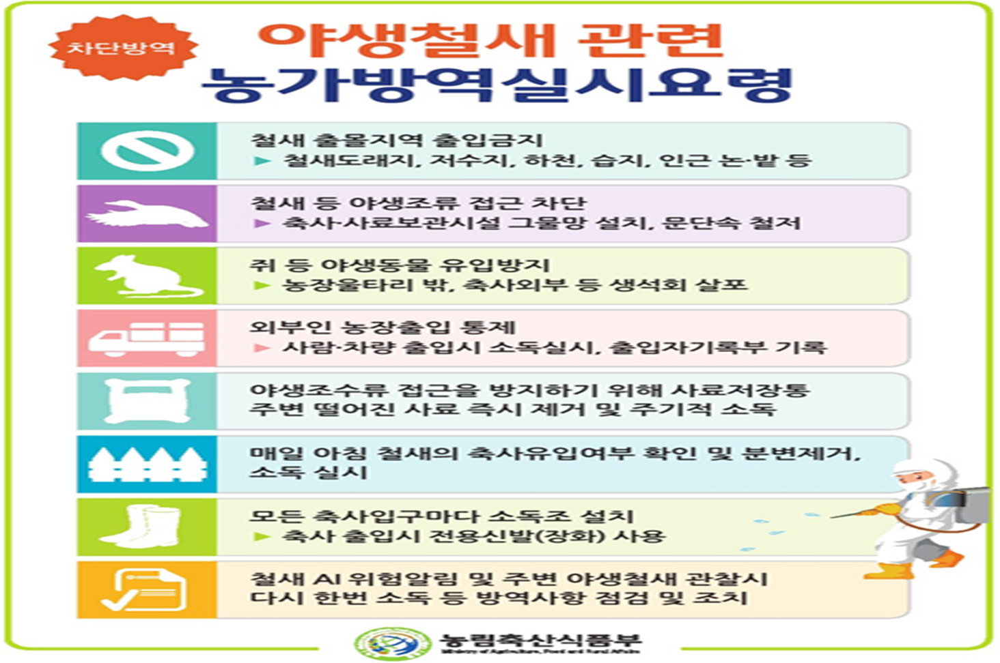 차단방역
야생철새 관련
농가방역실시요령
철새 출몰지역 출입금지
▶ 철새도래지, 저수지, 하천, 습지, 인근 논·밭 등
철새 등 야생조류 접근 차단
▶ 축사·사료보관시설 그물망 설치, 문단속 철저
쥐 등 야생동물 유입방지
▶ 농장울타리 밖, 축사외부 등 생석회 살포
외부인 농장출입 통제
▶ 사람·차량 출입시 소독실시, 출입자기록부 기록
야생조수류 접근을 방지하기 위해 사료저장통
주변 떨어진 사료 즉시 제거 및 주기적 소독
매일 아침 철새의 축사유입여부 확인 및 분변제거,
소독 실시
모든 축사입구마다 소독조 설치
▶ 축사 출입시 전용신발(장화) 사용
철새 AI 위험알림 및 주변 야생철새 관찰시
다시 한번 소독 등 방역사항 점검 및 조치
농림축산식품부
Ministry of Agriculture, Food and Rural Affairs